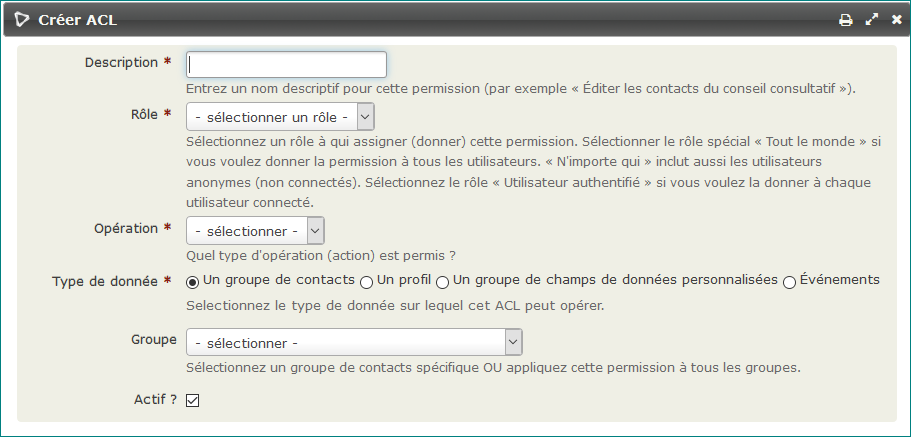 Créer ACL
Description *
Entrez un nom descriptif pour cette permission (par exemple « Éditer les contacts du conseil consultatif »).
Rôle * - sélectionner un rôle -
Sélectionnez un rôle à qui assigner (donner) cette permission. Sélectionner le rôle spécial « Tout le monde » si
vous voulez donner la permission à tous les utilisateurs. « N'importe qui » inclut aussi les utilisateurs
anonymes (non connectés). Sélectionnez le rôle « Utilisateur authentifié » si vous voulez la donner à chaque
utilisateur connecté.
Opération * - sélectionner -
Quel type d'opération (action) est permis ?
Type de donnée * Un groupe de contacts Un profil Un groupe de champs de données personnalisées Événements
Selectionnez le type de donnée sur lequel cet ACL peut opérer.
Groupe - sélectionner -
Sélectionnez un groupe de contacts spécifique OU appliquez cette permission à tous les groupes.
Actif ?